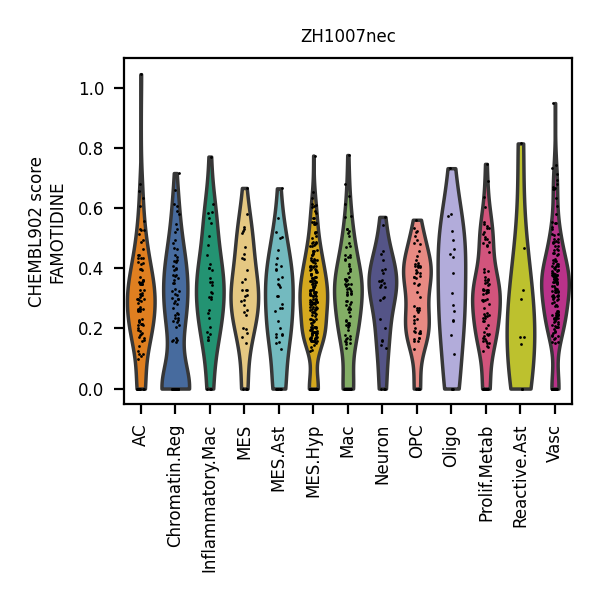 ZH1007nec
CHEMBL902 score
FAMOTIDINE
1.0
0.8
0.6
0.4
0.2
0.0
AC
Chromatin.Reg
Inflammatory.Mac
MES
MES.Ast
MES.Hyp
Mac
Neuron
OPC
Oligo
Prolif.Metab
Reactive.Ast
Vasc